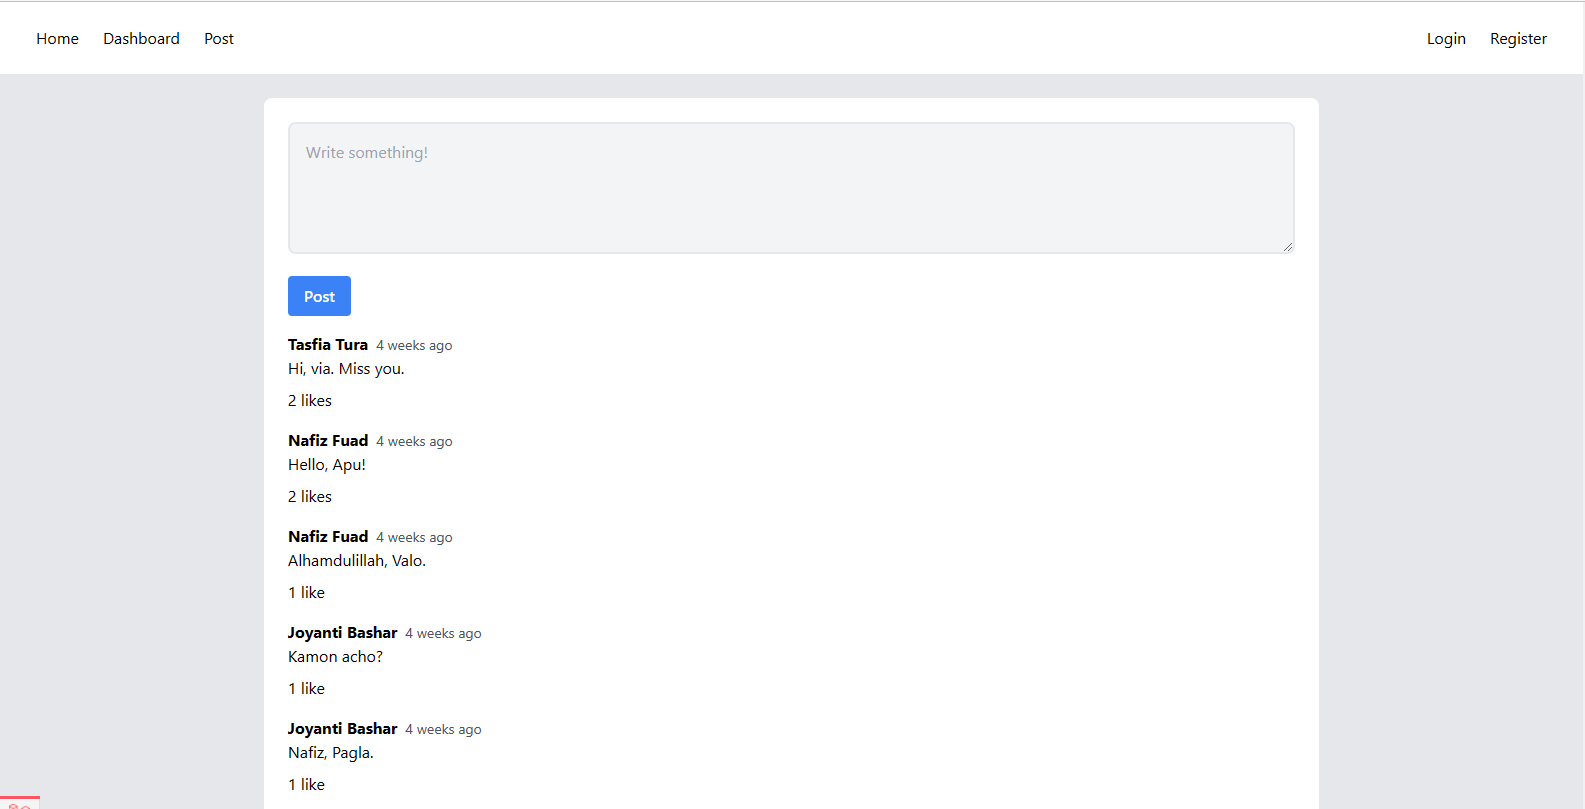 Home Dashboard Post Login Register
Write something!
Post
Tasfia Tura 4 weeks ago
Hi, via. Miss you.
2 likes
Nafiz Fuad 4 weeks ago
Hello, Apu!
2 likes
Nafiz Fuad 4 weeks ago
Alhamdulillah, Valo.
1 like
Joyanti Bashar 4 weeks ago
Kamon acho?
1 like
Joyanti Bashar 4 weeks ago
Nafiz, Pagla.
1 like